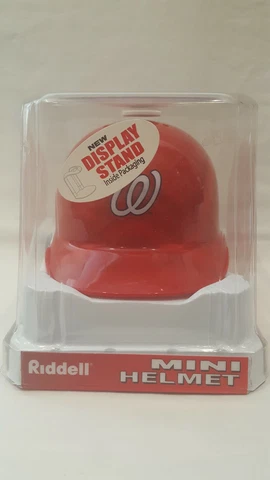 NEW
DISPLAY
STAND
Inside Packaging
W
Riddell
MINI
HELMET